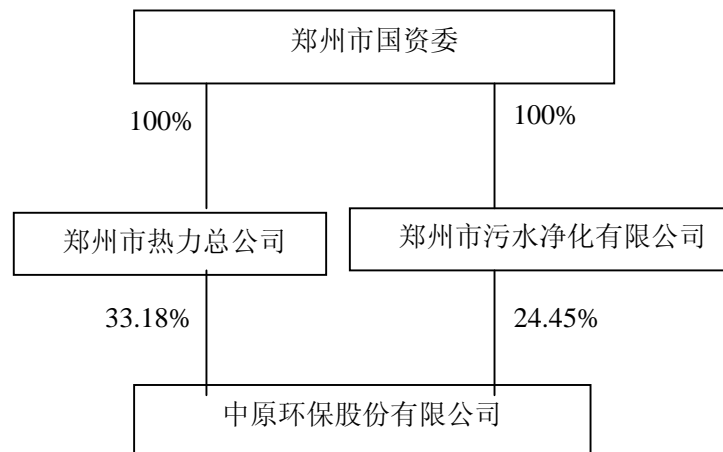 郑州市国资委
100% 100%
郑州市热力总公司 郑州市污水净化有限公司
33.18% 24.45%
中原环保股份有限公司